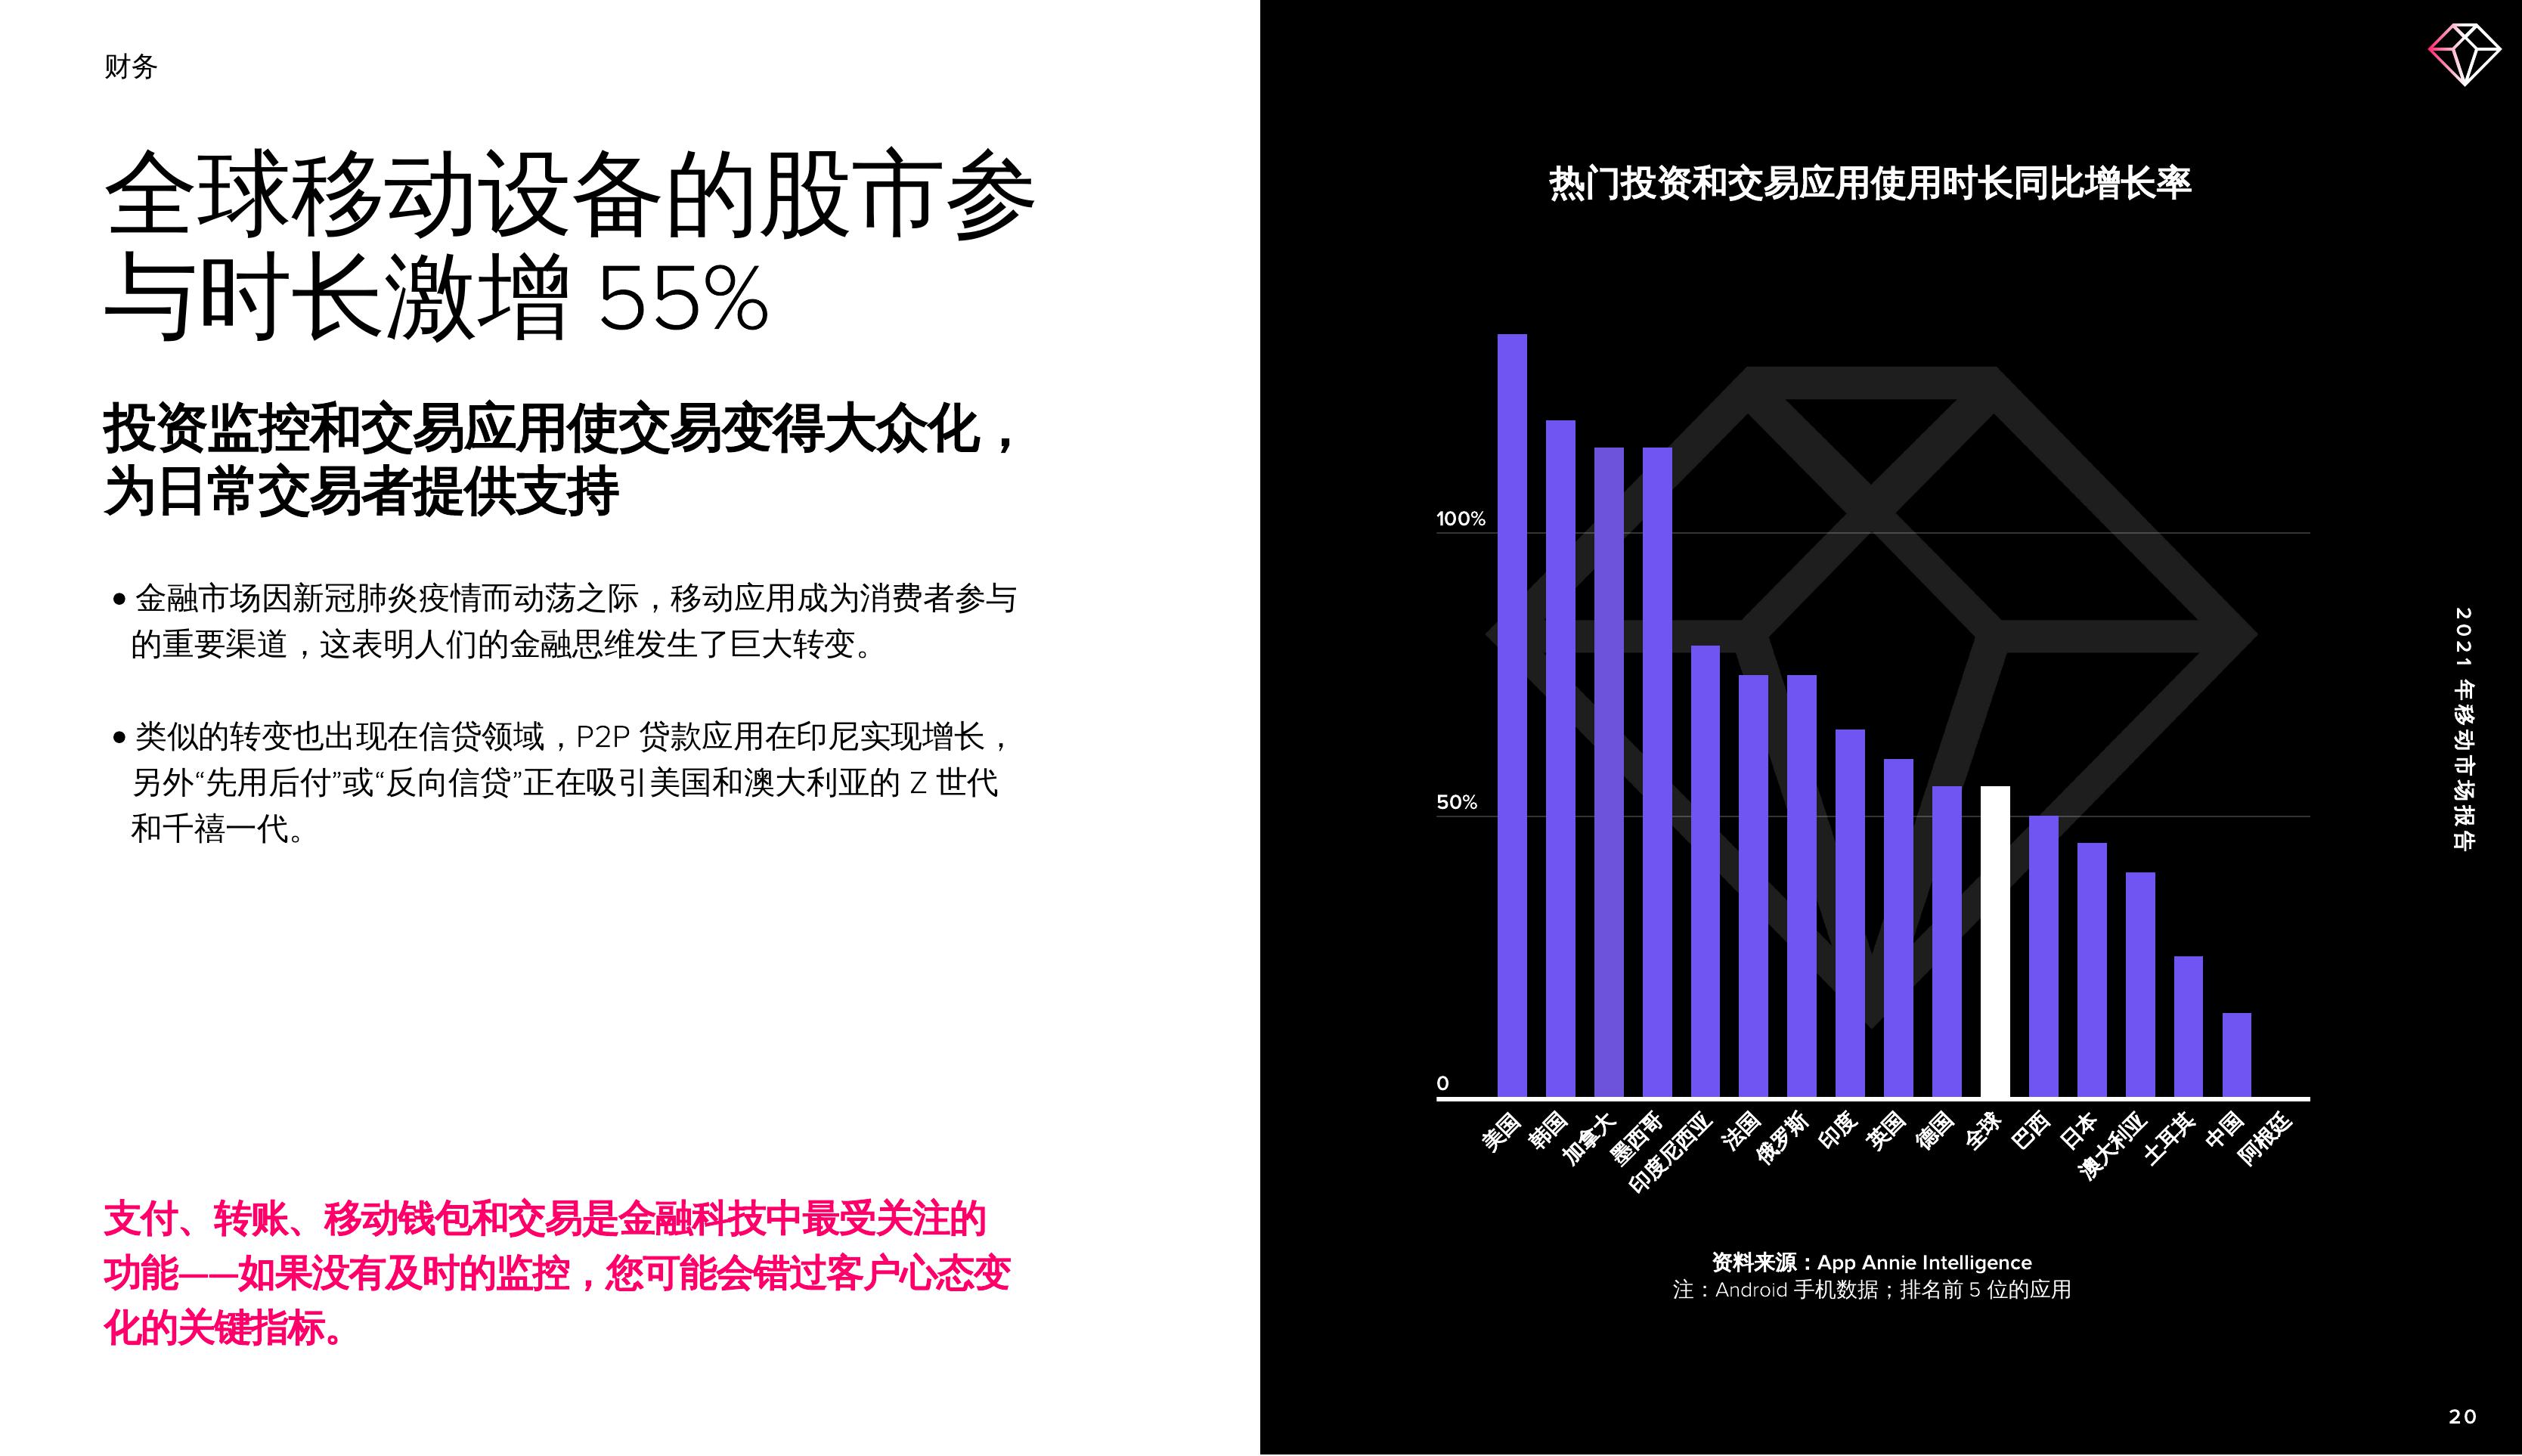 财务
全球移动设备的股市参
与时长激增 55%
投资监控和交易应用使交易变得大众化，
为日常交易者提供支持
• 金融市场因新冠肺炎疫情而动荡之际，移动应用成为消费者参与
的重要渠道，这表明人们的金融思维发生了巨大转变。
• 类似的转变也出现在信贷领域，P2P 贷款应用在印尼实现增长，
另外“先用后付”或“反向信贷”正在吸引美国和澳大利亚的 Z 世代
和千禧一代。
支付、转账、移动钱包和交易是金融科技中最受关注的
功能——如果没有及时的监控，您可能会错过客户心态变
化的关键指标。
热门投资和交易应用使用时长同比增长率
100%
50%
0
美国
韩国
加拿大
墨西哥
印度尼西亚
法国
俄罗斯
印度
英国
德国
全球
巴西
日本
澳大利亚
土耳其
中国
阿根廷
资料来源：App Annie Intelligence
注：Android 手机数据；排名前 5 位的应用
2021 年移动市场报告
20